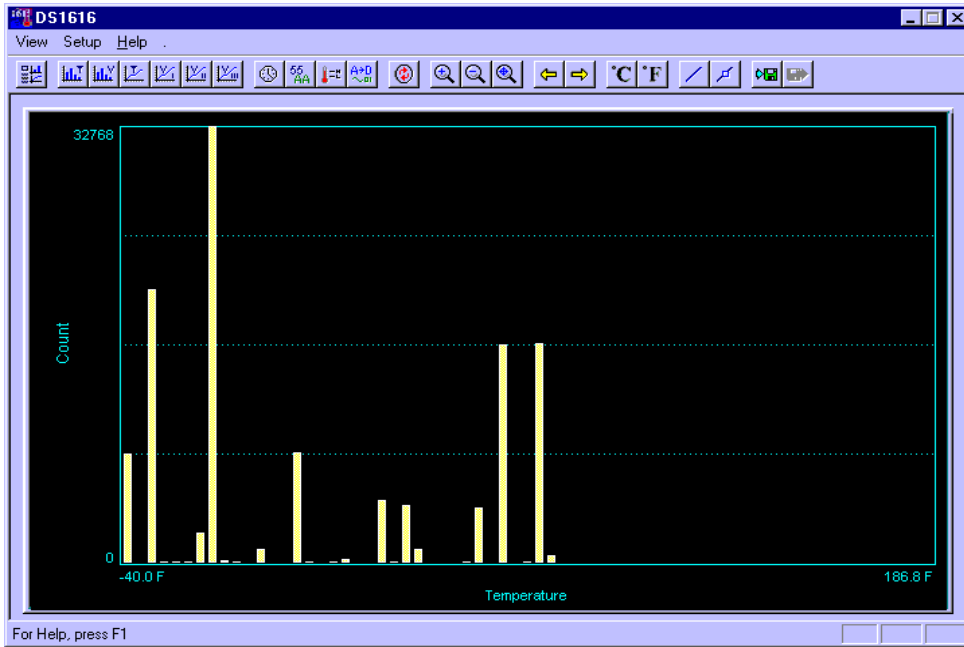 DS1616
View Setup Help .
°C °F
32768
Count
0
-40.0 F 186.8 F
Temperature
For Help, press F1